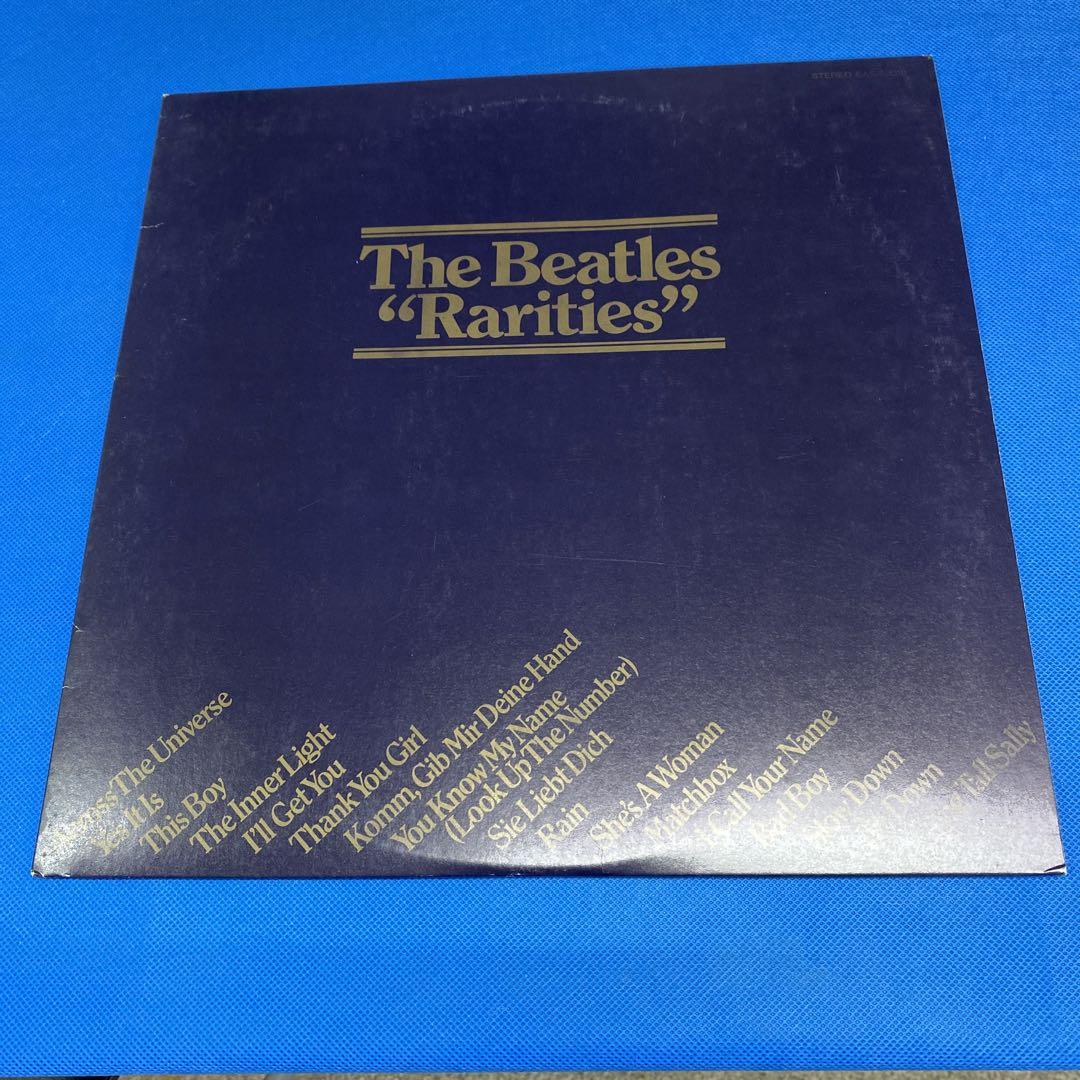 STEREO
The Beatles
“Rarities”
The Universe
Yes It Is
This Boy
The Inner Light
I'll Get You
Thank You Girl
Komm, Gib Mir Deine Hand
You Know My Name
(Look Up The Number)
Sie Liebt Dich
Rain
She's A Woman
Matchbox
I Call Your Name
Bad Boy
Slow Down
Down
Tall Sally